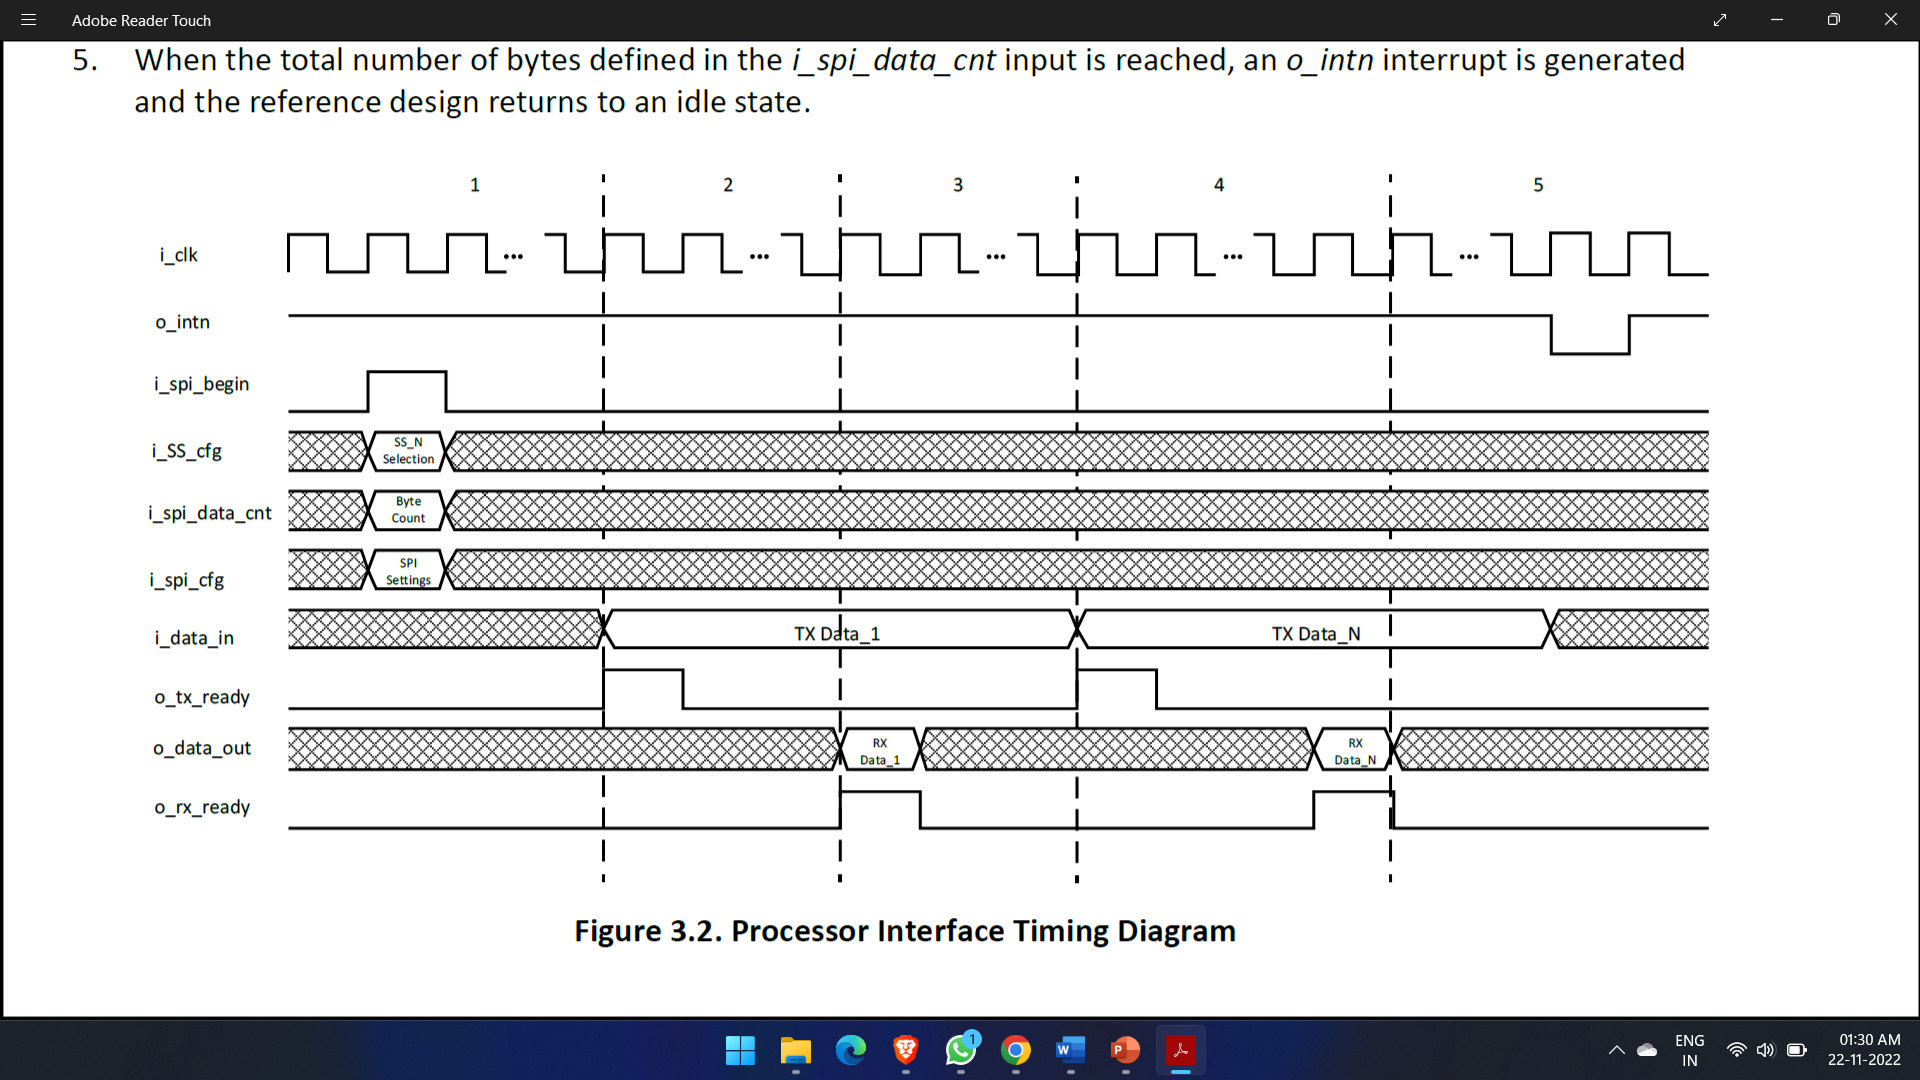 Adobe Reader Touch
5. When the total number of bytes defined in the i_spi_data_cnt input is reached, an o_intn interrupt is generated
and the reference design returns to an idle state.
1 2 3 4 5
i_clk
... ... ... ... ...
o_intn
i_spi_begin
i_SS_cfg
SS_N
Selection
i_spi_data_cnt
Byte
Count
i_spi_cfg
SPI
Settings
i_data_in
TX Data_1
TX Data_N
o_tx_ready
o_data_out
RX
Data_1
RX
Data_N
o_rx_ready
Figure 3.2. Processor Interface Timing Diagram
1
W
P
ENG
IN
01:30 AM
22-11-2022